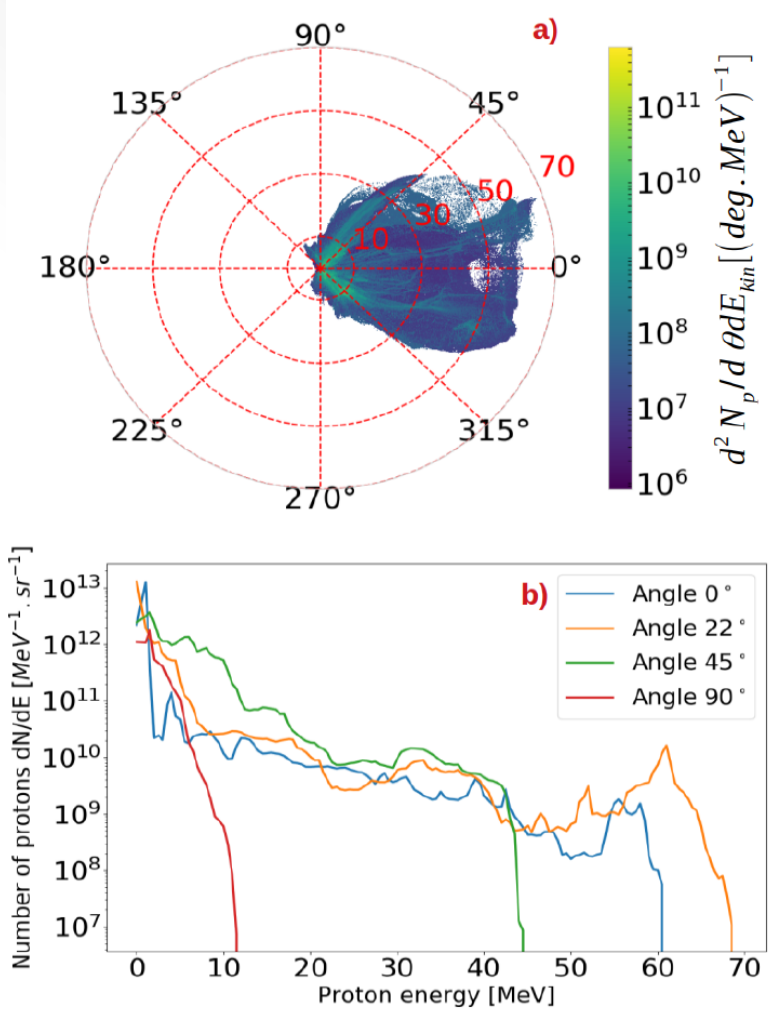 90°
a)
135°
45°
70
50
30
10
180°
0°
225°
315°
270°
10^11
10^10
10^9
10^8
10^7
10^6
d^2 N_p / d θdE_kin [(deg. MeV)^−1]
b)
Angle 0°
Angle 22°
Angle 45°
Angle 90°
Number of protons dN/dE [MeV^−1. sr^−1]
10^13
10^12
10^11
10^10
10^9
10^8
10^7
0 10 20 30 40 50 60 70
Proton energy [MeV]